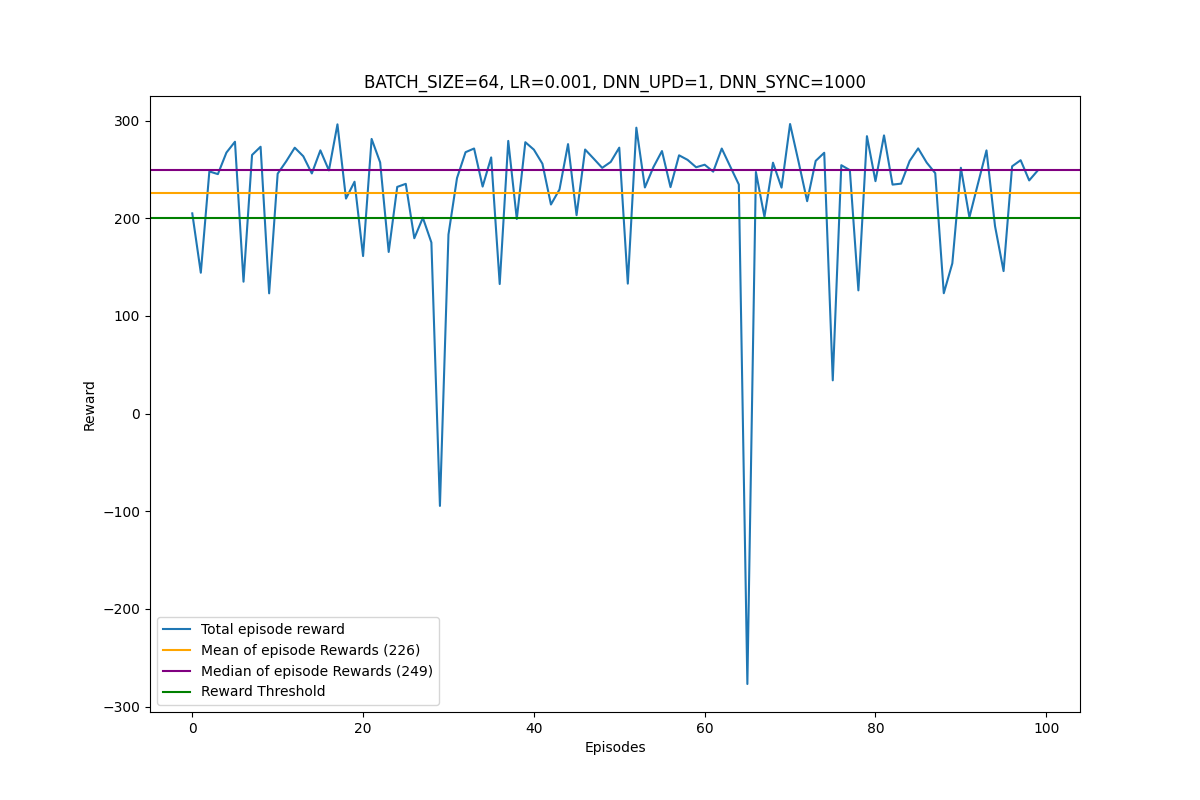 BATCH_SIZE=64, LR=0.001, DNN_UPD=1, DNN_SYNC=1000
300
200
100
0
−100
−200
−300
Reward
Total episode reward
Mean of episode Rewards (226)
Median of episode Rewards (249)
Reward Threshold
0 20 40 60 80 100
Episodes